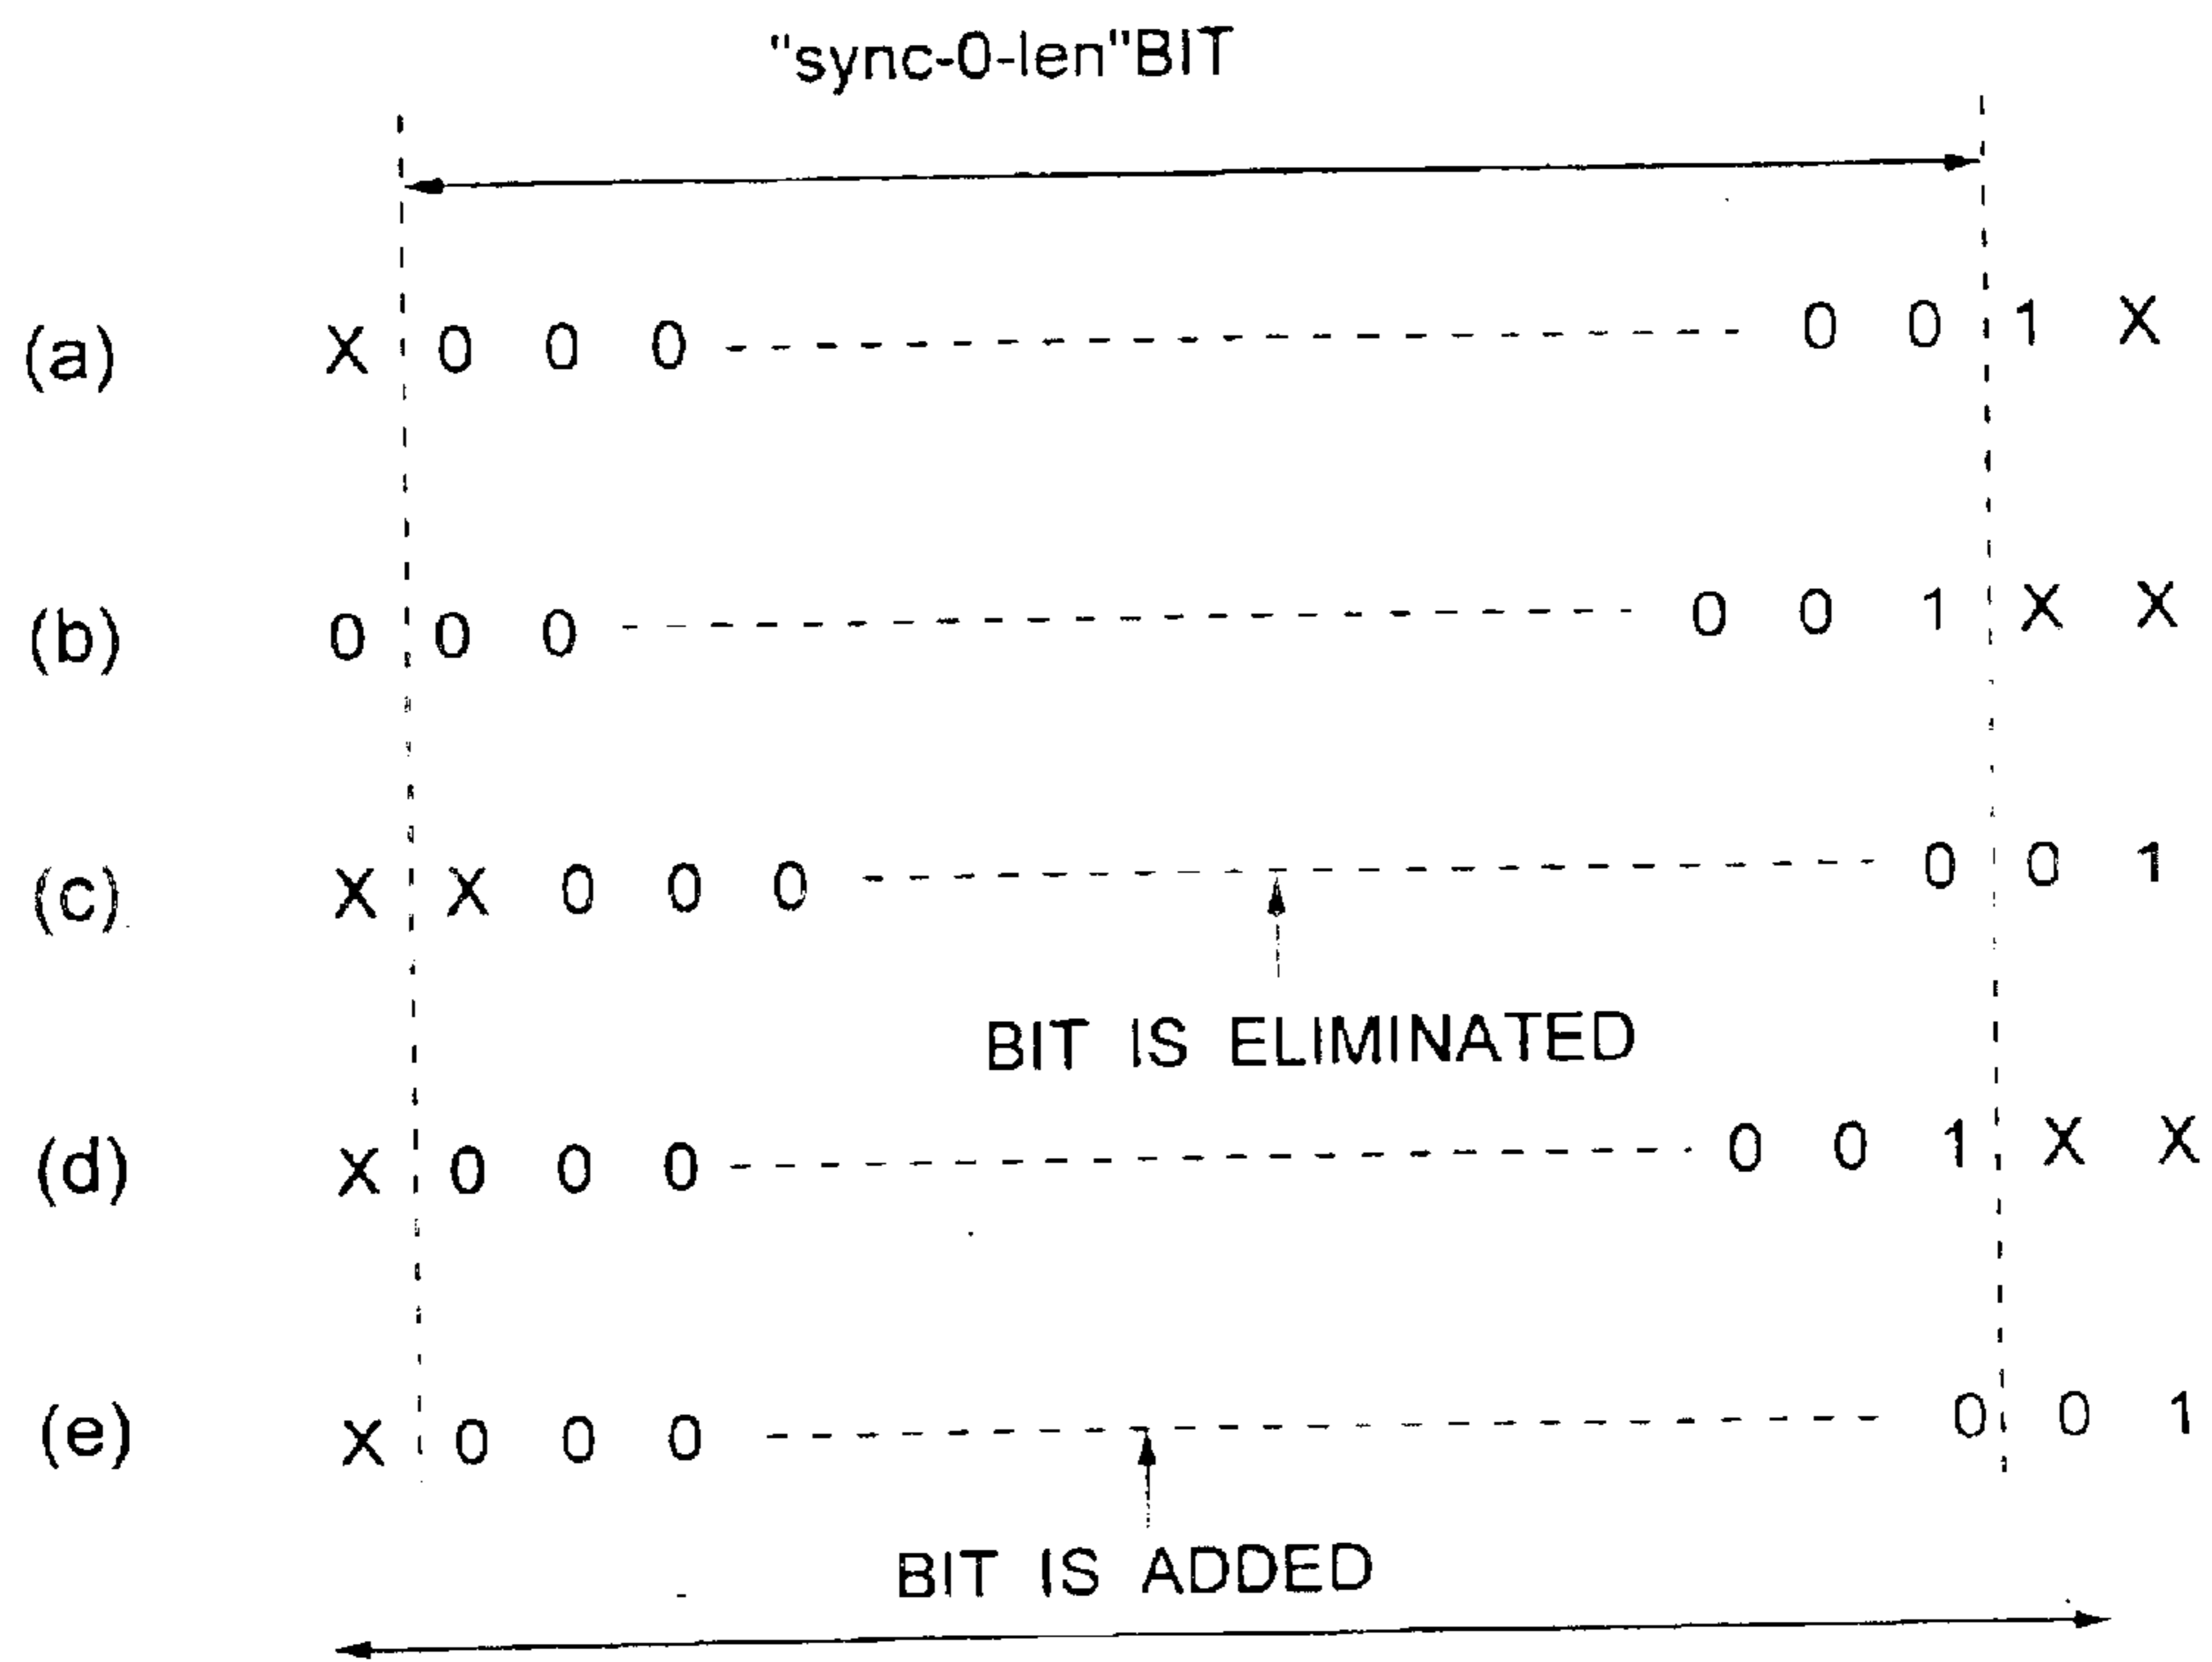 "sync-0-len"BIT
(a) X 0 0 0 0 0 1 X
(b) 0 0 0 0 0 1 X X
(c) X X 0 0 0 0 0 1
BIT IS ELIMINATED
(d) X 0 0 0 0 0 1 X X
(e) X 0 0 0 0 0 1
BIT IS ADDED